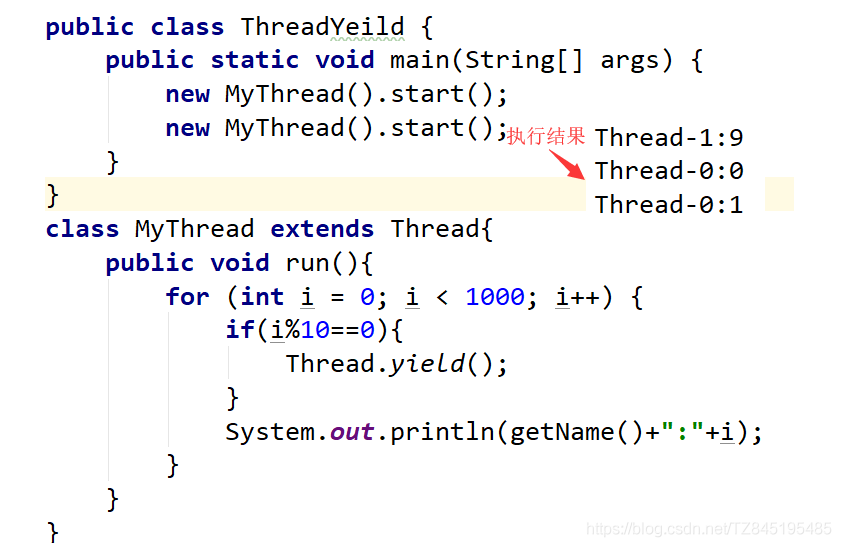 public class ThreadYeild {
public static void main(String[] args) {
new MyThread().start();
new MyThread().start();
执行结果
Thread-1:9
Thread-0:0
Thread-0:1
}
}
class MyThread extends Thread{
public void run(){
for (int i = 0; i < 1000; i++) {
if(i%10==0){
Thread.yield();
}
System.out.println(getName()+":"+i);
}
}
}
https://blog.csdn.net/TZ845195485